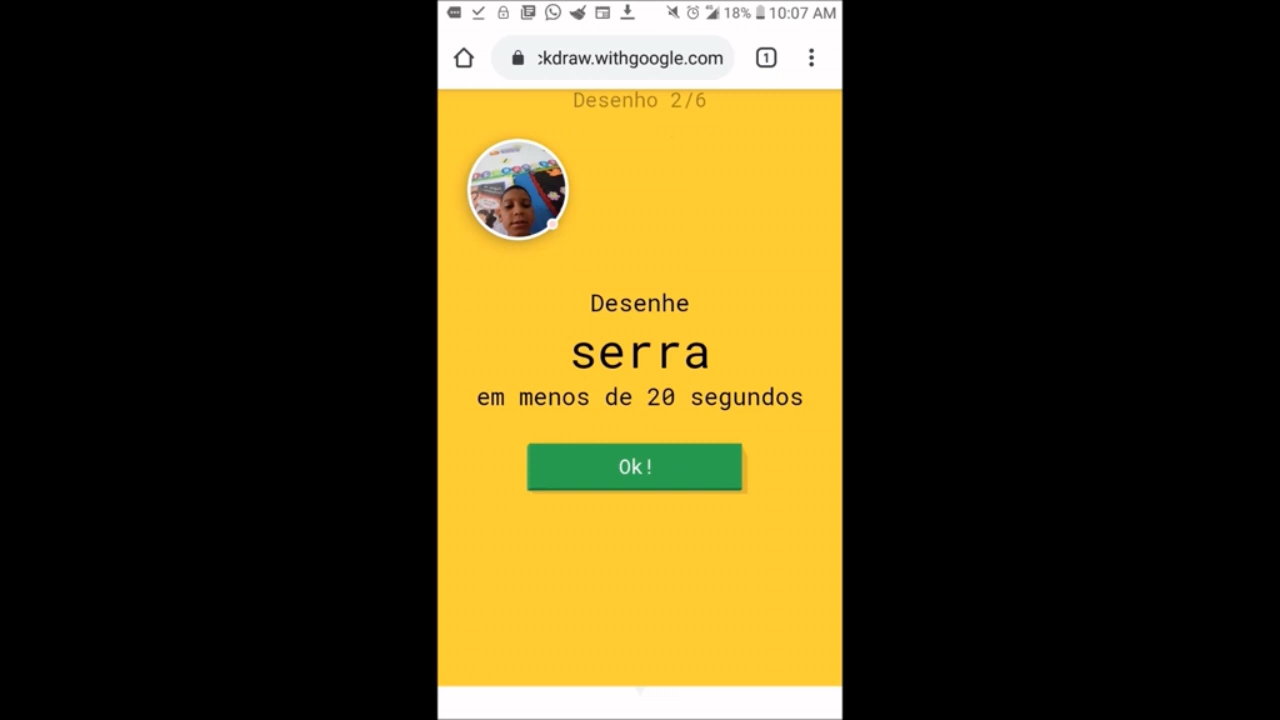 18% 10:07 AM
:kdraw.withgoogle.com 1
Desenho 2/6
Desenhe
serra
em menos de 20 segundos
Ok!